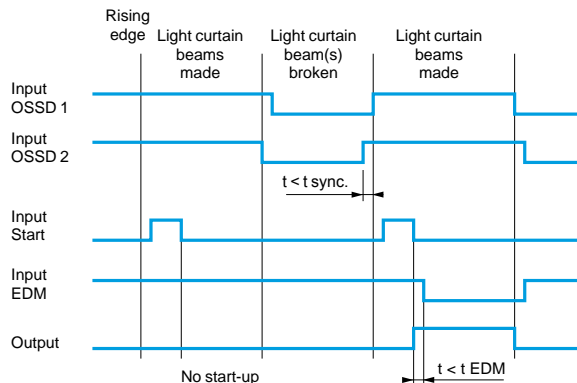 Rising
edge
Light curtain
beams
made
Light curtain
beam(s)
broken
Light curtain
beams
made
Input
OSSD 1
Input
OSSD 2
t < t sync.
Input
Start
Input
EDM
Output
No start-up
t < t EDM